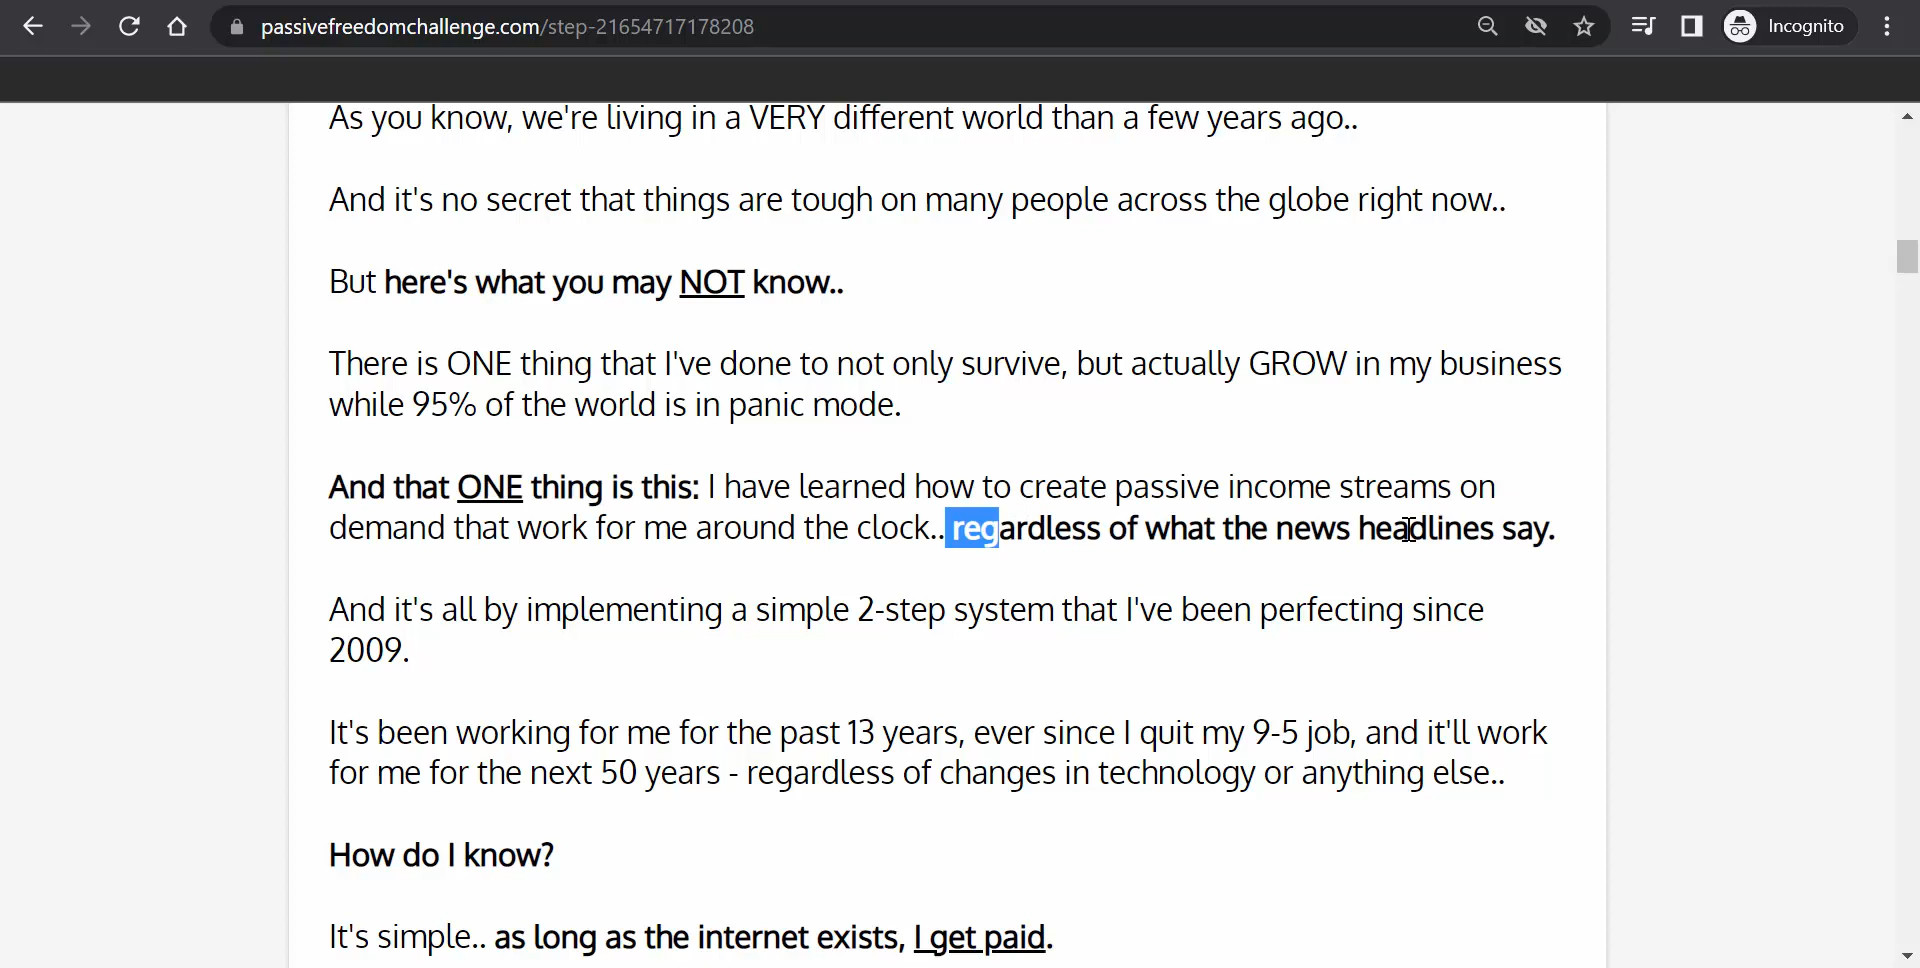 passivefreedomchallenge.com/step-21654717178208
Incognito
As you know, we're living in a VERY different world than a few years ago..
And it's no secret that things are tough on many people across the globe right now..
But here's what you may NOT know..
There is ONE thing that I've done to not only survive, but actually GROW in my business
while 95% of the world is in panic mode.
And that ONE thing is this: I have learned how to create passive income streams on
demand that work for me around the clock.. regardless of what the news headlines say.
And it's all by implementing a simple 2-step system that I've been perfecting since
2009.
It's been working for me for the past 13 years, ever since I quit my 9-5 job, and it'll work
for me for the next 50 years - regardless of changes in technology or anything else..
How do I know?
It's simple.. as long as the internet exists, I get paid.